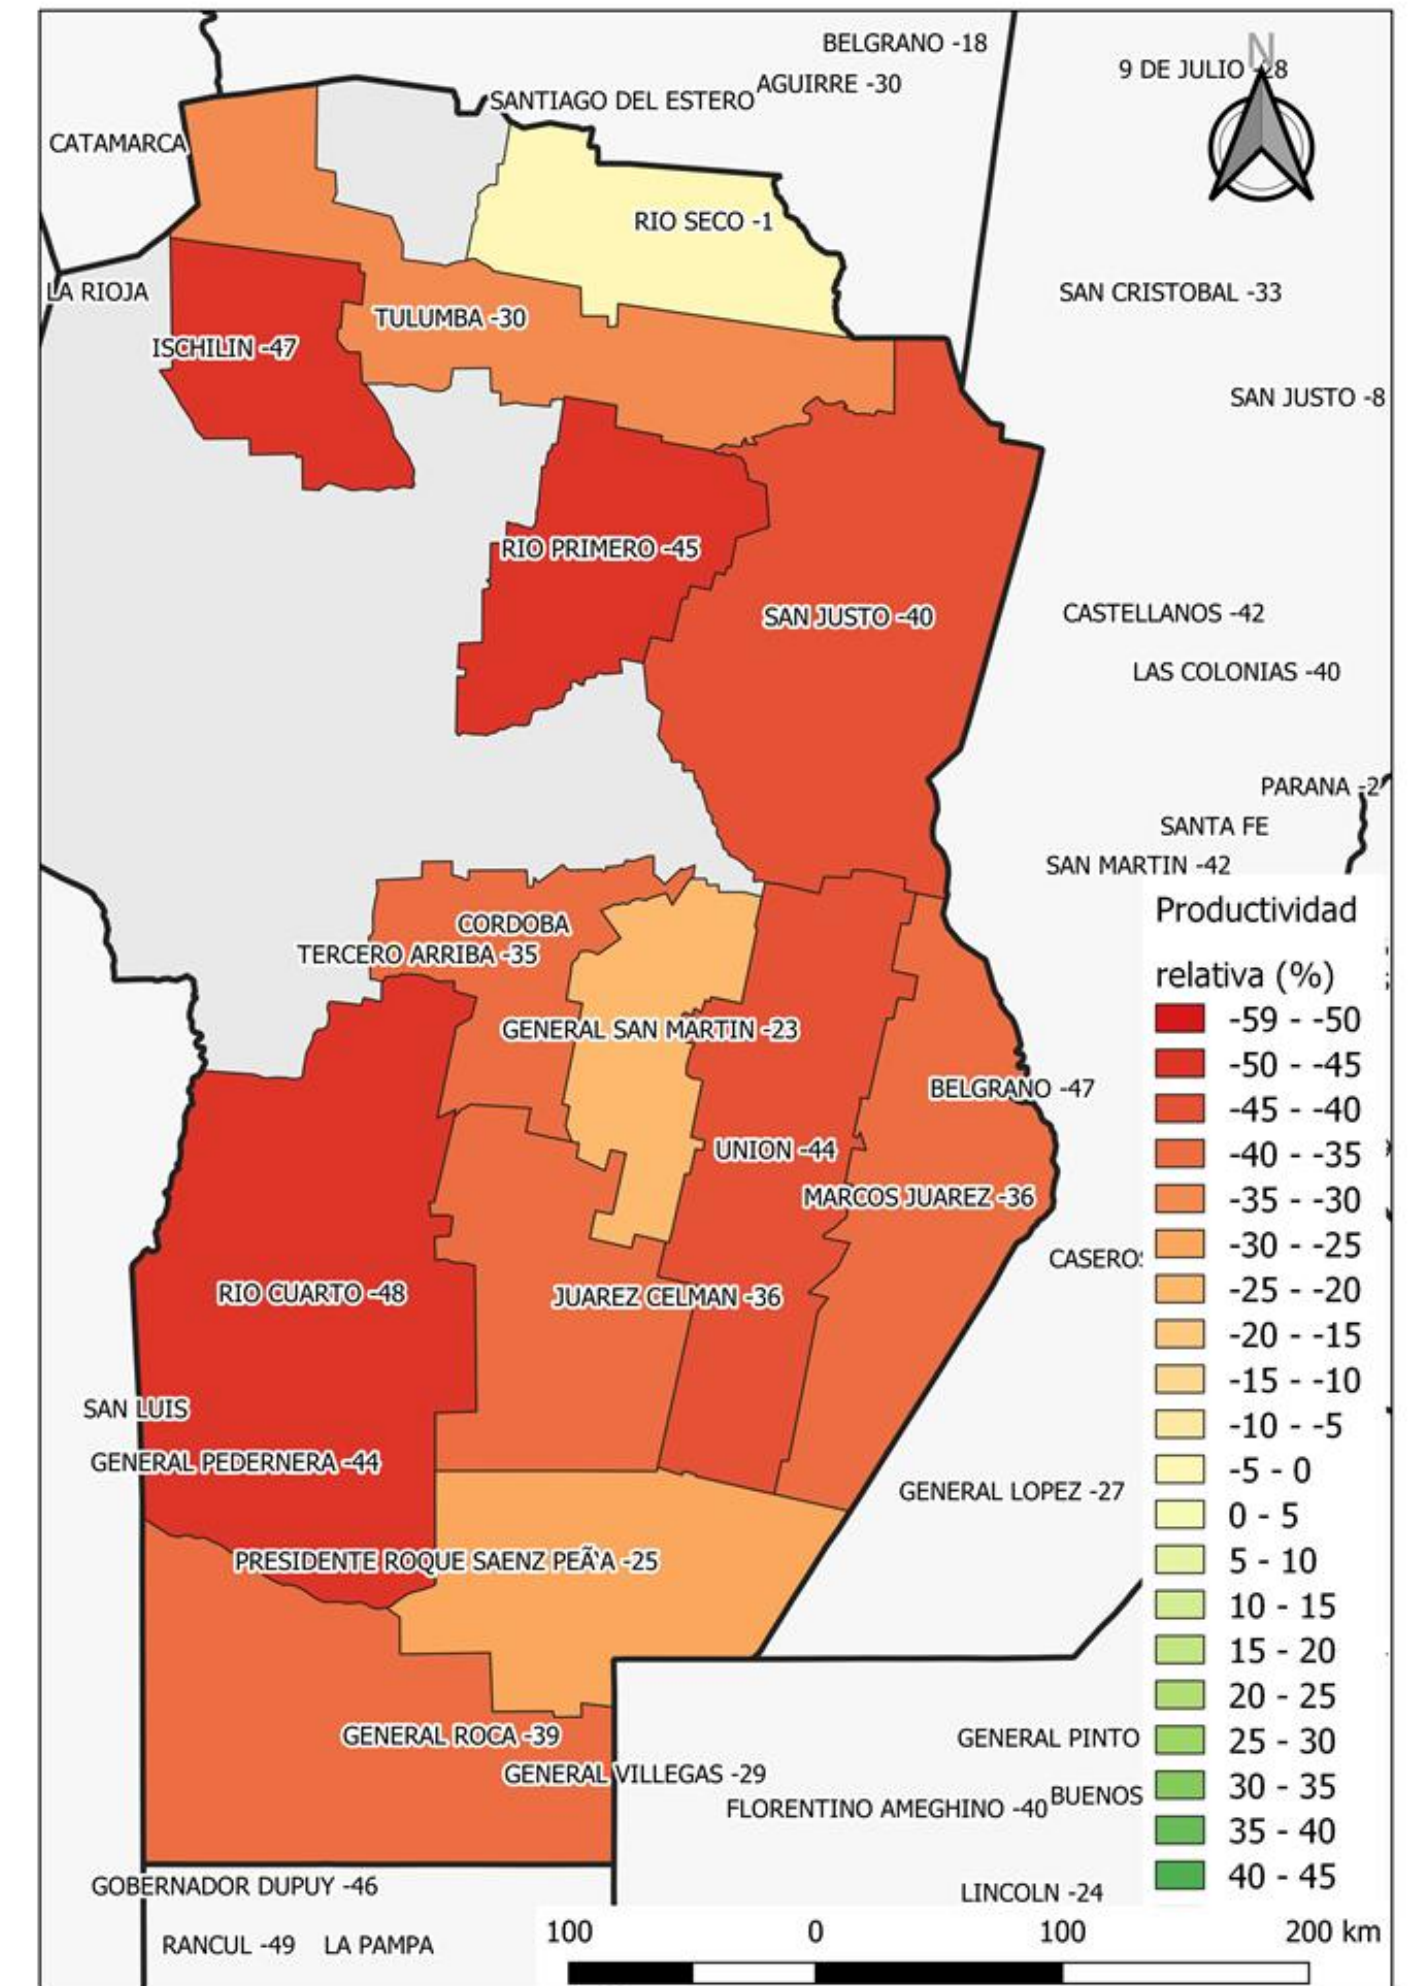 BELGRANO -18
N
9 DE JULIO -28
AGUIRRE -30
SANTIAGO DEL ESTERO
CATAMARCA
RIO SECO -1
LA RIOJA
SAN CRISTOBAL -33
TULUMBA -30
ISCHILIN -47
SAN JUSTO -8
RIO PRIMERO -45
SAN JUSTO -40
CASTELLANOS -42
LAS COLONIAS -40
PARANA -2
SANTA FE
SAN MARTIN -42
CORDOBA
TERCERO ARRIBA -35
GENERAL SAN MARTIN -23
BELGRANO -47
UNION -44
MARCOS JUAREZ -36
CASEROS
RIO CUARTO -48
JUAREZ CELMAN -36
SAN LUIS
GENERAL PEDERNERA -44
GENERAL LOPEZ -27
PRESIDENTE ROQUE SAENZ PEÃ'A -25
GENERAL ROCA -39
GENERAL VILLEGAS -29
GENERAL PINTO
BUENOS
FLORENTINO AMEGHINO -40
GOBERNADOR DUPUY -46
LINCOLN -24
RANCUL -49
LA PAMPA
Productividad
relativa (%)
-59 - -50
-50 - -45
-45 - -40
-40 - -35
-35 - -30
-30 - -25
-25 - -20
-20 - -15
-15 - -10
-10 - -5
-5 - 0
0 - 5
5 - 10
10 - 15
15 - 20
20 - 25
25 - 30
30 - 35
35 - 40
40 - 45
100 0 100 200 km